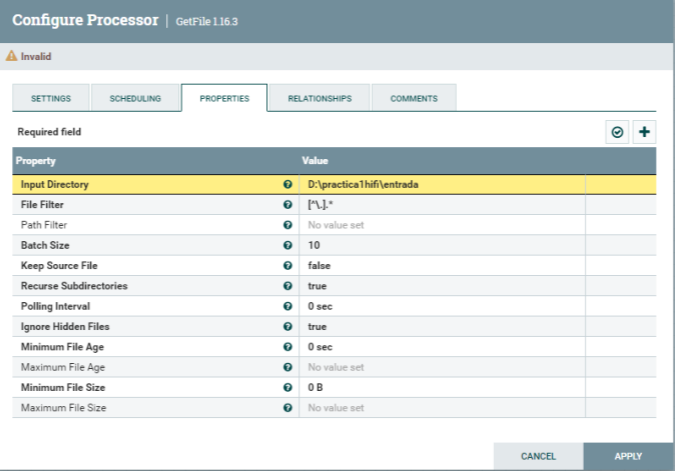 Configure Processor | GetFile 1.16.3
Invalid
SETTINGS SCHEDULING PROPERTIES RELATIONSHIPS COMMENTS
Required field
Property Value
Input Directory D:\practica1hifi\entrada
File Filter [^\.].*
Path Filter No value set
Batch Size 10
Keep Source File false
Recurse Subdirectories true
Polling Interval 0 sec
Ignore Hidden Files true
Minimum File Age 0 sec
Maximum File Age No value set
Minimum File Size 0 B
Maximum File Size No value set
CANCEL APPLY